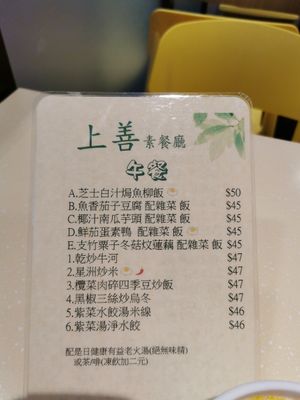 上善素餐廳
午餐
A.芝士白汁焗魚柳飯 $50
B.魚香茄子豆腐 配雜菜 飯 $45
C.椰汁南瓜芋頭 配雜菜 飯 $45
D.鮮茄蛋素鴨 配雜菜 飯 $45
E.支竹栗子冬菇炆蓮藕 配雜菜 飯 $45
1.乾炒牛河 $47
2.星洲炒米 $47
3.欖菜肉碎四季豆炒飯 $47
4.黑椒三絲炒烏冬 $47
5.紫菜水餃湯米線 $46
6.紫菜湯淨水餃 $46
配是日健康有益老火湯(絕無味精)
或茶/啡(凍飲加二元)